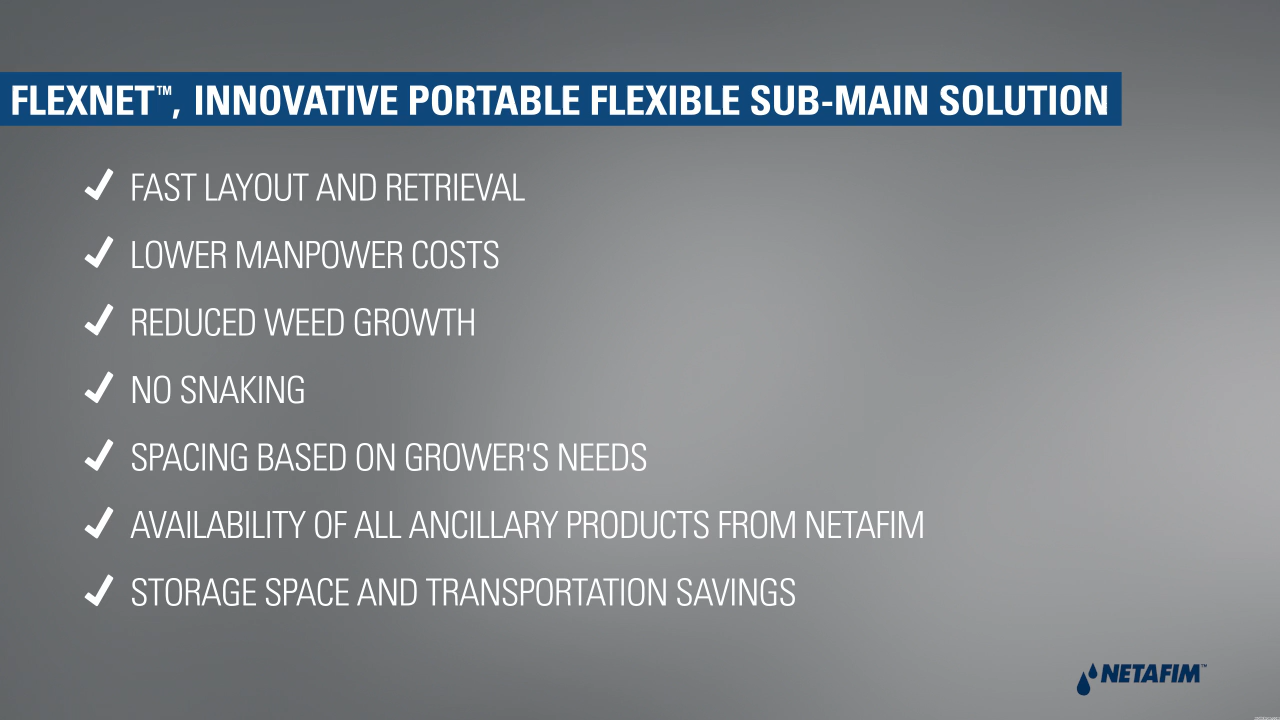 FLEXNET™, INNOVATIVE PORTABLE FLEXIBLE SUB-MAIN SOLUTION
FAST LAYOUT AND RETRIEVAL
LOWER MANPOWER COSTS
REDUCED WEED GROWTH
NO SNAKING
SPACING BASED ON GROWER'S NEEDS
AVAILABILITY OF ALL ANCILLARY PRODUCTS FROM NETAFIM
STORAGE SPACE AND TRANSPORTATION SAVINGS
NETAFIM™